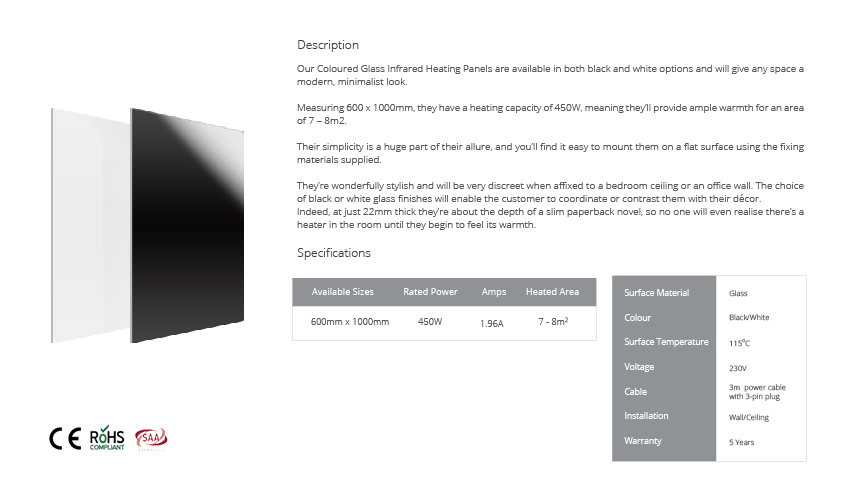 Description
Our Coloured Glass Infrared Heating Panels are available in both black and white options and will give any space a
modern, minimalist look.
Measuring 600 x 1000mm, they have a heating capacity of 450W, meaning they'll provide ample warmth for an area
of 7 – 8m2.
Their simplicity is a huge part of their allure, and you'll find it easy to mount them on a flat surface using the fixing
materials supplied.
They're wonderfully stylish and will be very discreet when affixed to a bedroom ceiling or an office wall. The choice
of black or white glass finishes will enable the customer to coordinate or contrast them with their décor.
Indeed, at just 22mm thick they're about the depth of a slim paperback novel, so no one will even realise there's a
heater in the room until they begin to feel its warmth.
Specifications
Available Sizes Rated Power Amps Heated Area
600mm x 1000mm 450W 1.96A 7 - 8m²
Surface Material Glass
Colour Black/White
Surface Temperature 115°C
Voltage 230V
Cable 3m power cable
with 3-pin plug
Installation Wall/Ceiling
Warranty 5 Years
CE RoHS
COMPLIANT
SAA